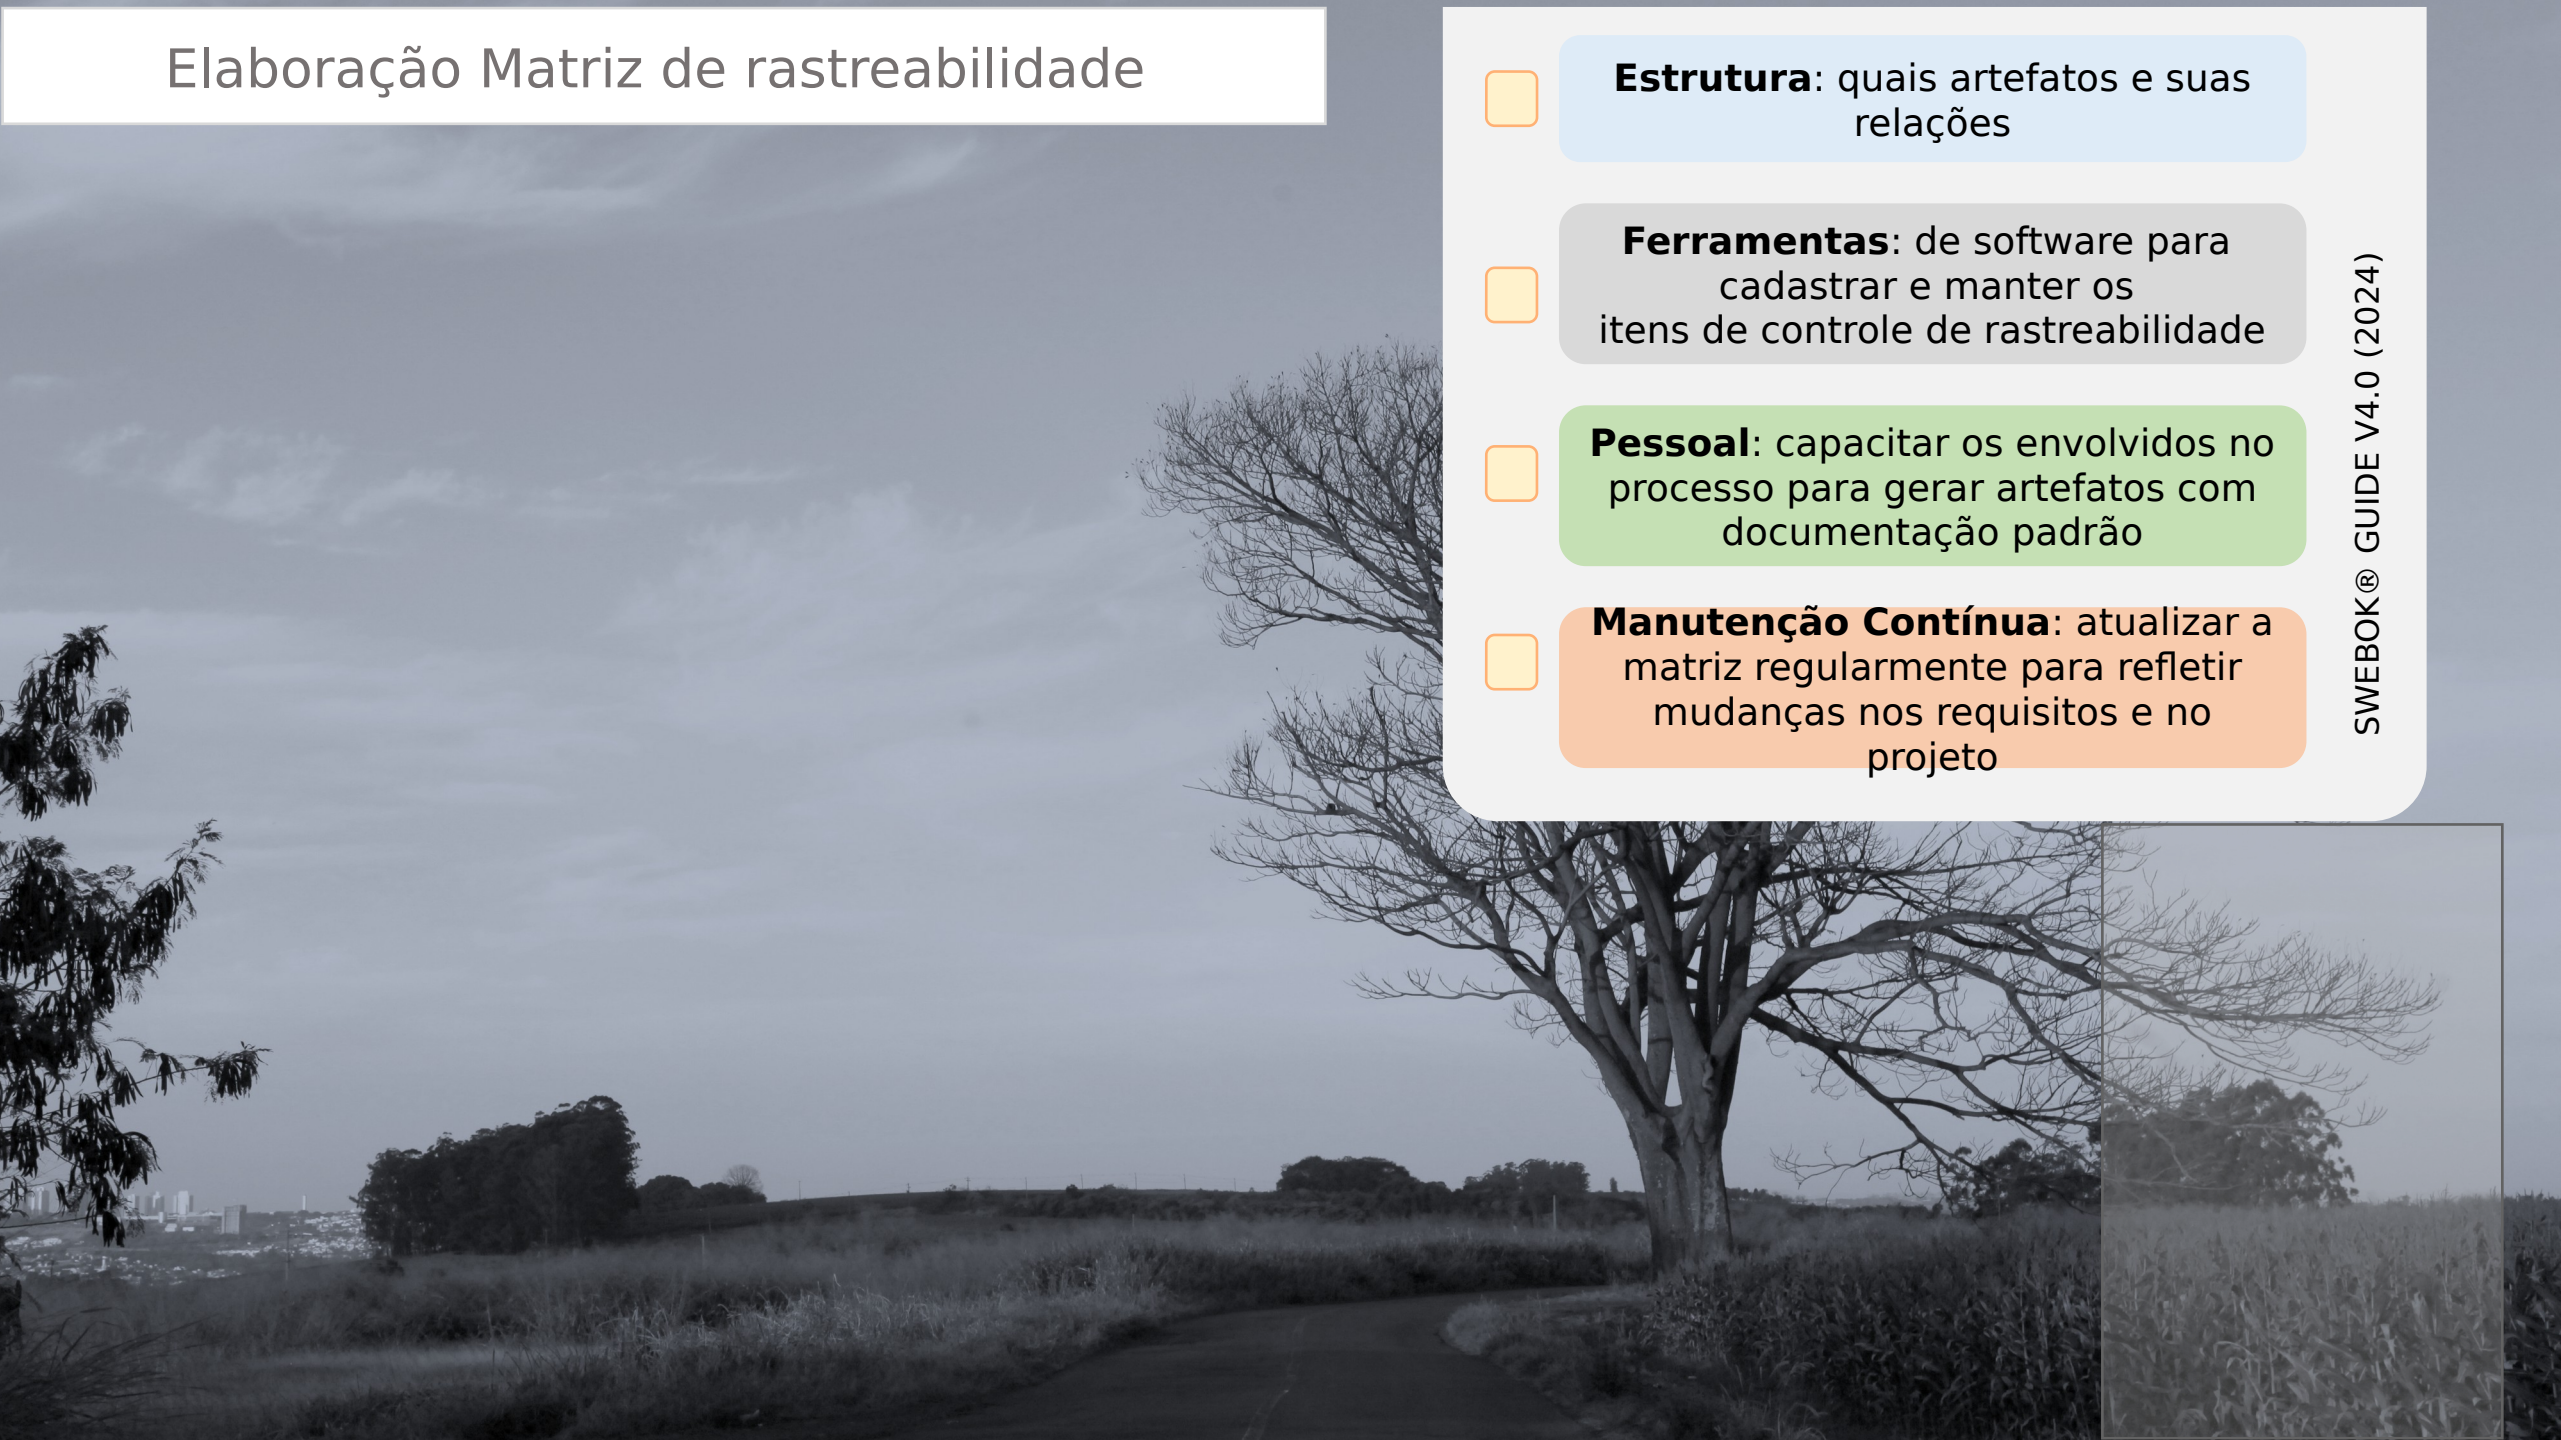 Elaboração Matriz de rastreabilidade
Estrutura: quais artefatos e suas
relações
Ferramentas: de software para
cadastrar e manter os
itens de controle de rastreabilidade
Pessoal: capacitar os envolvidos no
processo para gerar artefatos com
documentação padrão
Manutenção Contínua: atualizar a
matriz regularmente para refletir
mudanças nos requisitos e no
projeto
SWEBOK® GUIDE V4.0 (2024)